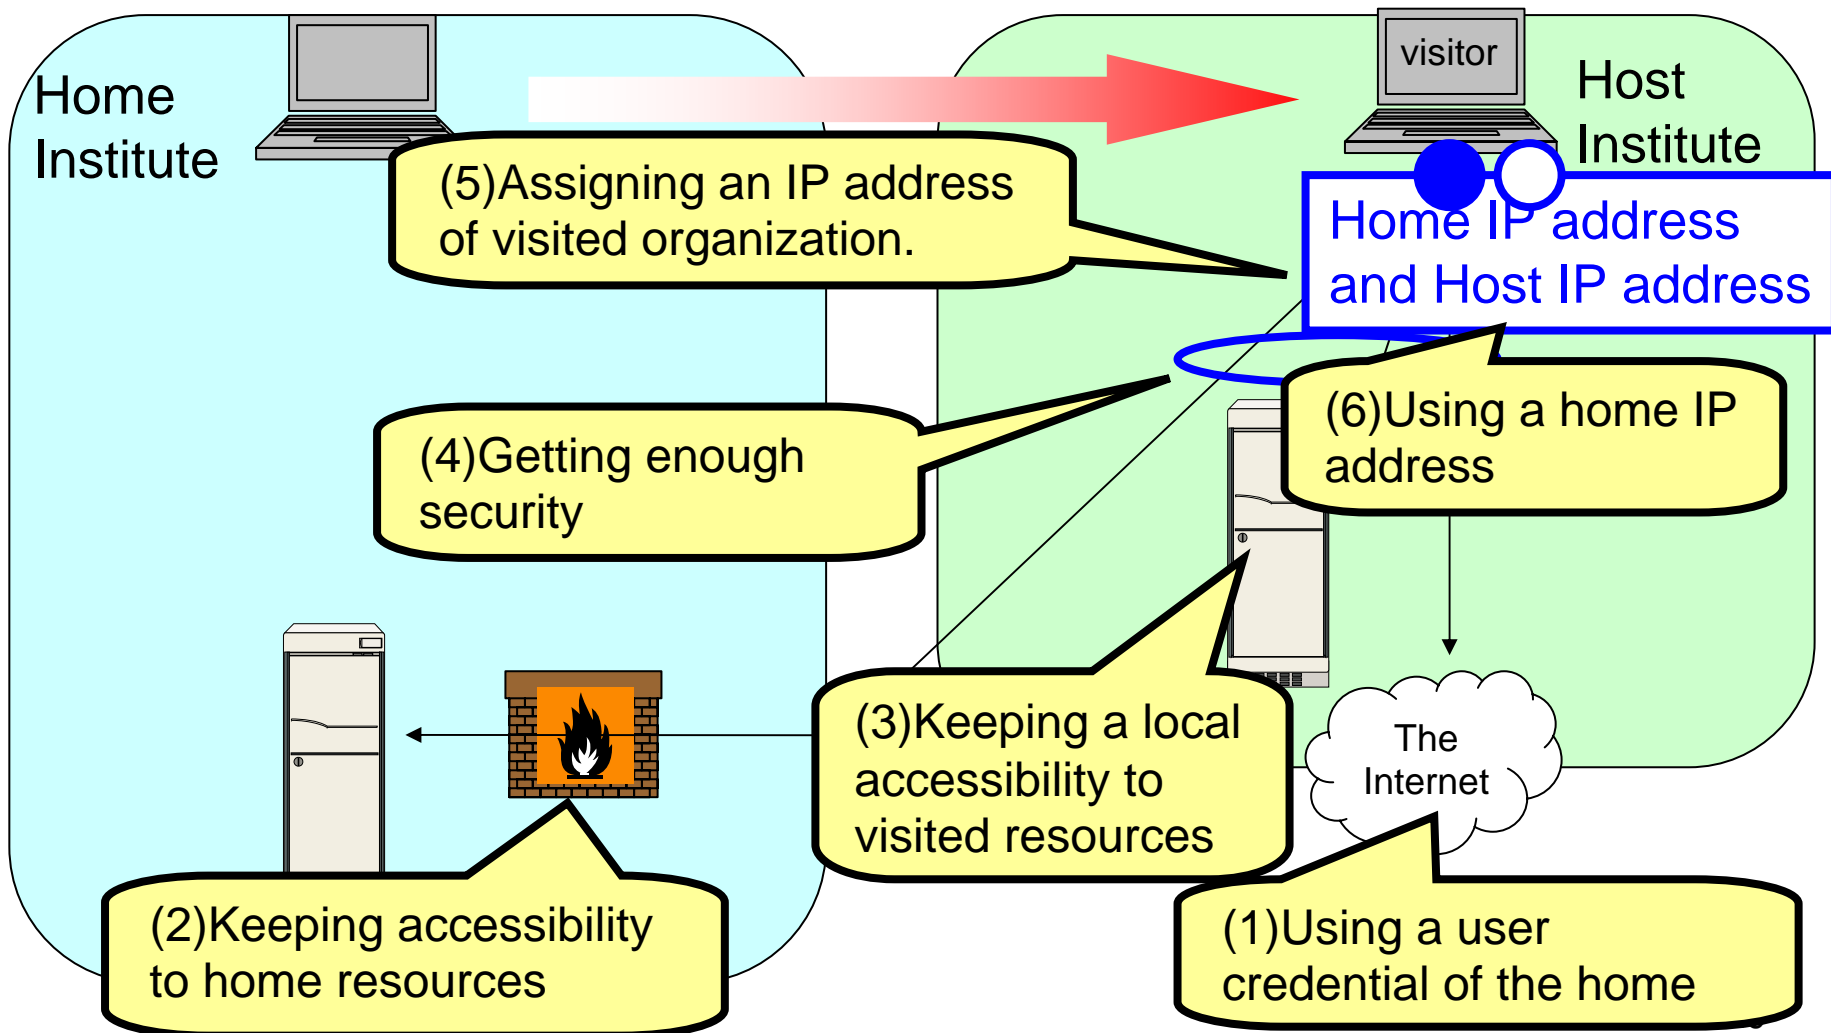 Home
Institute
visitor
Host
Institute
(5)Assigning an IP address
of visited organization.
Home IP address
and Host IP address
(4)Getting enough
security
(6)Using a home IP
address
(3)Keeping a local
accessibility to
visited resources
The
Internet
(2)Keeping accessibility
to home resources
(1)Using a user
credential of the home